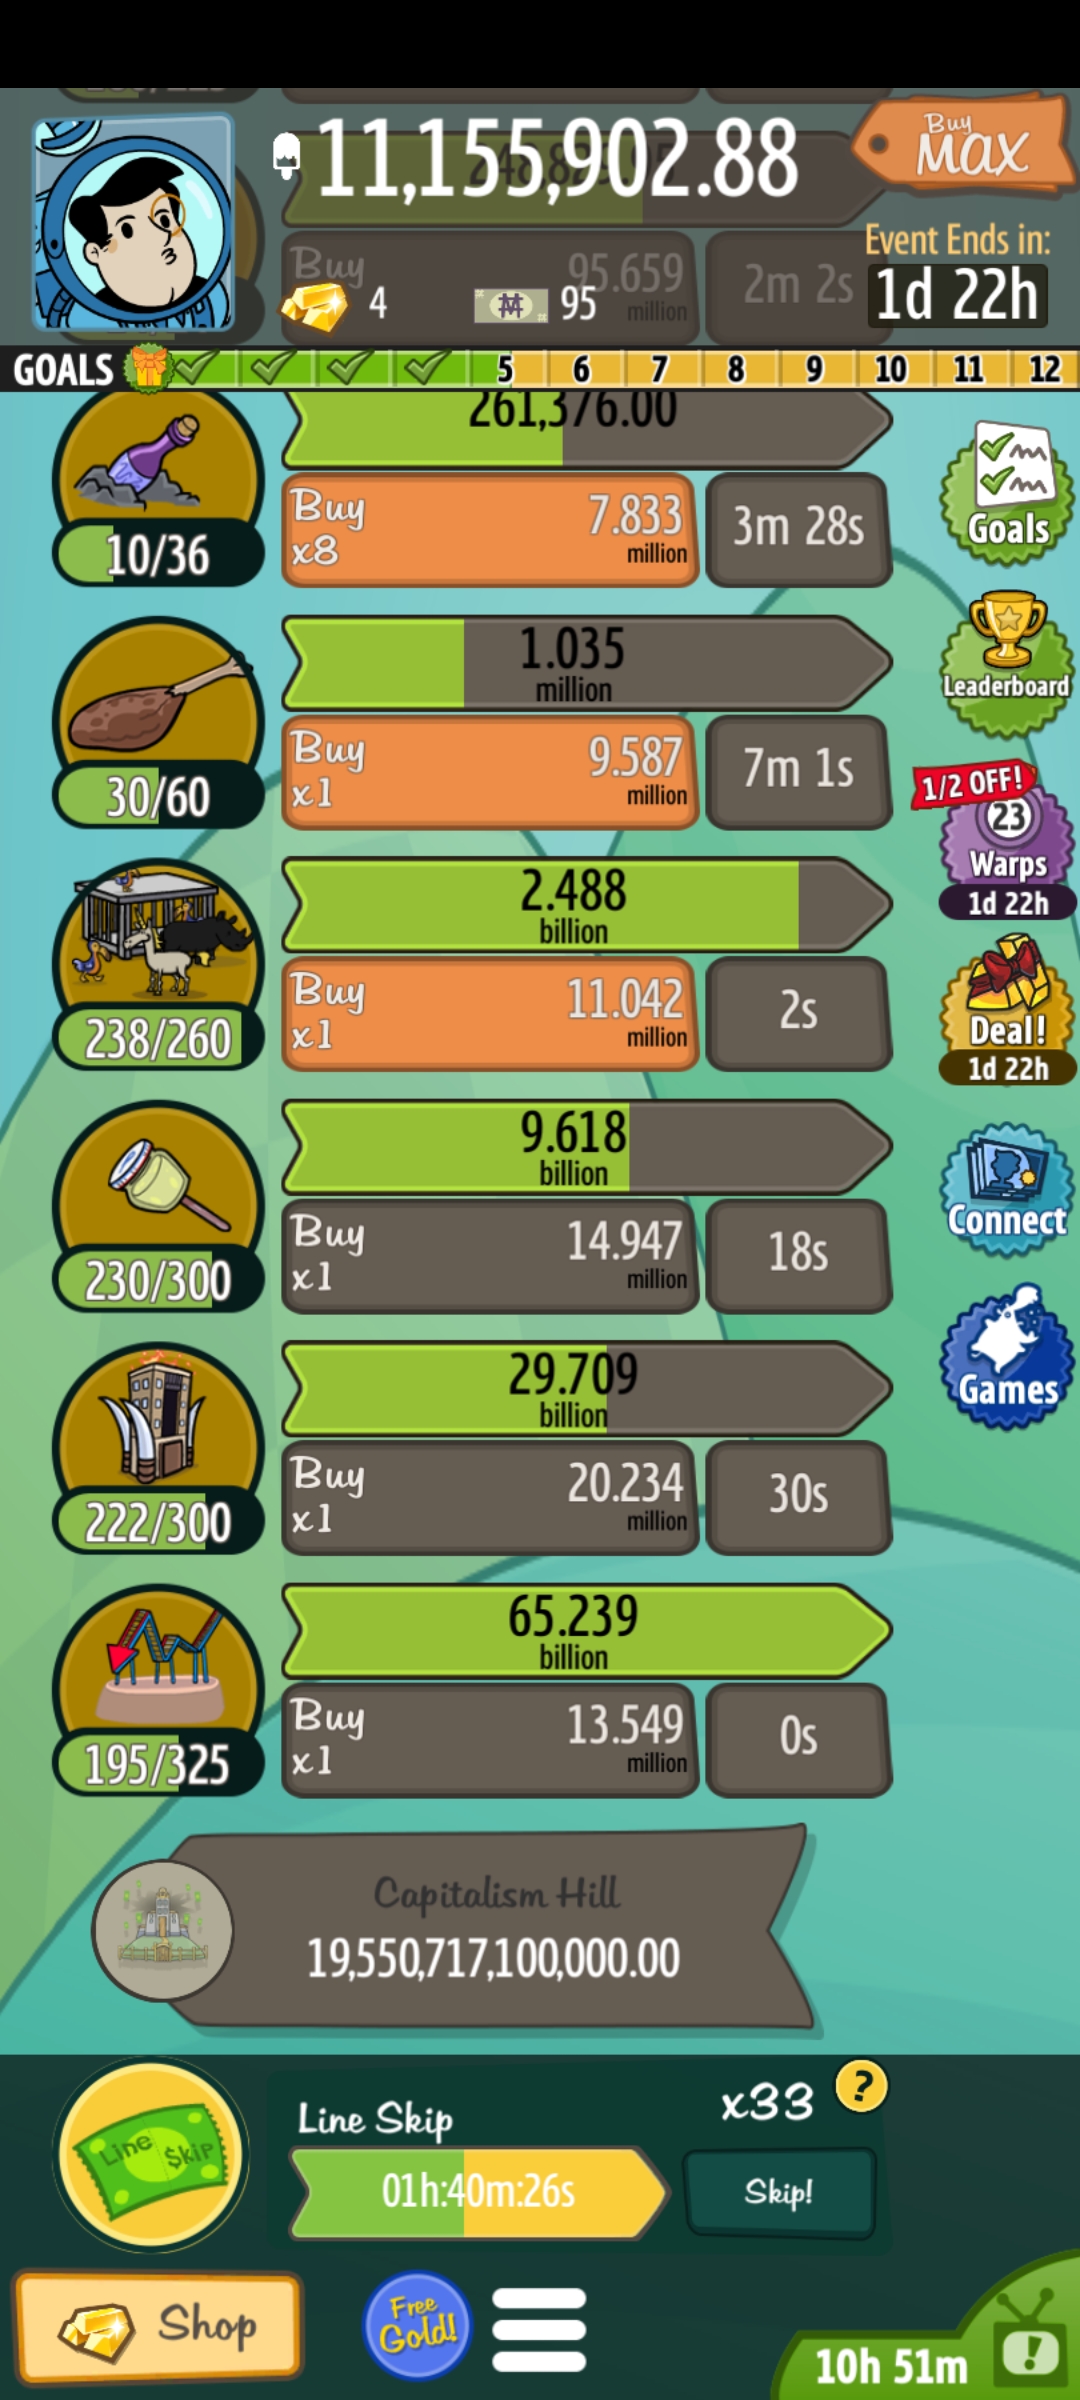 11,155,902.88
Buy
MAX
Event Ends in:
1d 22h
Buy
95.659
million
2m 2s
4
95
GOALS
5
6
7
8
9
10
11
12
261,376.00
10/36
Buy
x8
7.833
million
3m 28s
Goals
1.035
million
30/60
Buy
x1
9.587
million
7m 1s
Leaderboard
1/2 OFF!
23
Warps
1d 22h
2.488
billion
238/260
Buy
x1
11.042
million
2s
Deal!
1d 22h
9.618
billion
230/300
Buy
x1
14.947
million
18s
Connect
29.709
billion
222/300
Buy
x1
20.234
million
30s
Games
65.239
billion
195/325
Buy
x1
13.549
million
0s
Capitalism Hill
19,550,717,100,000.00
Line $kip
Line Skip
x33
?
01h:40m:26s
Skip!
Shop
Free
Gold!
10h 51m
!